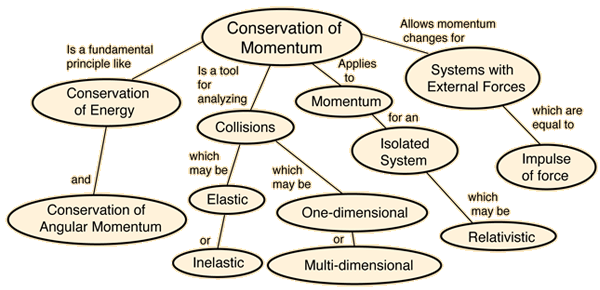 Conservation of
Momentum
Allows momentum
changes for
Is a fundamental
principle like
Is a tool
for
analyzing
Applies
to
Systems with
External Forces
Conservation
of Energy
Momentum
which are
equal to
for an
Collisions
Isolated
System
Impulse
of force
which
may be
which
may be
and
Elastic
which
may be
One-dimensional
Conservation of
Angular Momentum
or
or
Relativistic
Inelastic
Multi-dimensional